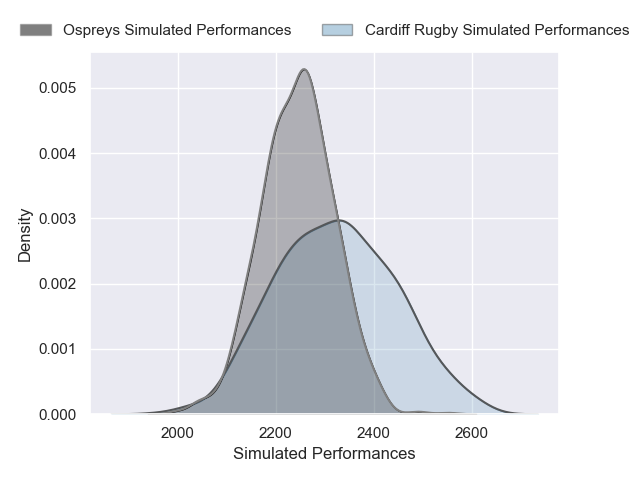 Ospreys Simulated Performances Cardiff Rugby Simulated Performances
0.005
0.004
0.003
0.002
0.001
0.000
Density
2000 2200 2400 2600
Simulated Performances